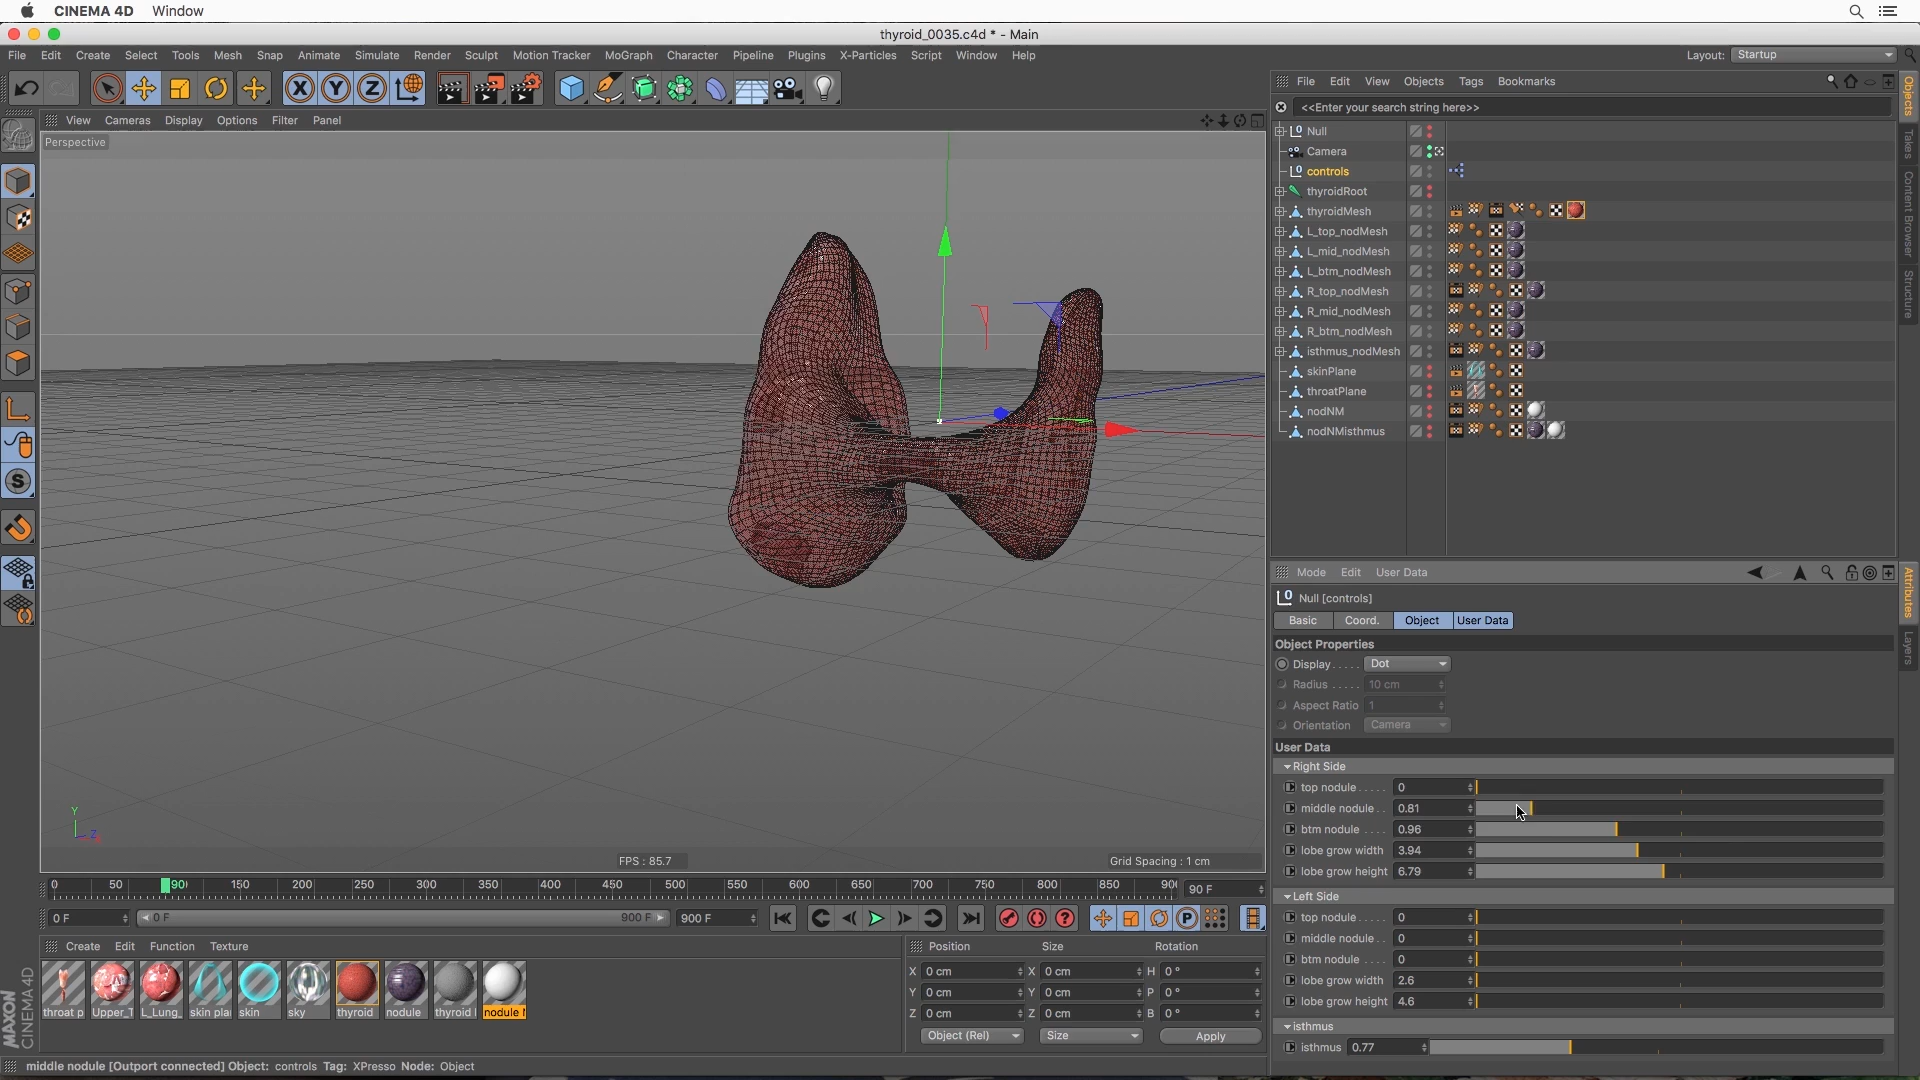 CINEMA 4D Window
thyroid_0035.c4d * - Main
File Edit Create Select Tools Mesh Snap Animate Simulate Render Sculpt Motion Tracker MoGraph Character Pipeline Plugins X-Particles Script Window Help
Layout: Startup
File Edit View Objects Tags Bookmarks
<<Enter your search string here>>
View Cameras Display Options Filter Panel
Perspective
Null
Camera
controls
thyroidRoot
thyroidMesh
L_top_nodMesh
L_mid_nodMesh
L_btm_nodMesh
R_top_nodMesh
R_mid_nodMesh
R_btm_nodMesh
isthmus_nodMesh
skinPlane
throatPlane
nodNM
nodNMisthmus
Objects
Takes
Content Browser
Structure
Mode Edit User Data
Null [controls]
Basic Coord. Object User Data
Object Properties
Display..... Dot
Radius ..... 10 cm
Aspect Ratio 1
Orientation Camera
User Data
Right Side
top nodule..... 0
middle nodule.. 0.81
btm nodule .... 0.96
lobe grow width 3.94
lobe grow height 6.79
Left Side
top nodule..... 0
middle nodule.. 0
btm nodule .... 0
lobe grow width 2.6
lobe grow height 4.6
isthmus
isthmus 0.77
Attributes
Layers
Y
Z
FPS : 85.7
Grid Spacing : 1 cm
0 50 90 150 200 250 300 350 400 450 500 550 600 650 700 750 800 850 90 90 F
0 F 0 F 900 F 900 F
Create Edit Function Texture
throat p Upper_T L_Lung_ skin pla skin sky thyroid nodule thyroid nodule
Position Size Rotation
X 0 cm X 0 cm H 0 °
Y 0 cm Y 0 cm P 0 °
Z 0 cm Z 0 cm B 0 °
Object (Rel) Size Apply
MAXON
CINEMA 4D
middle nodule [Outport connected] Object: controls Tag: XPresso Node: Object